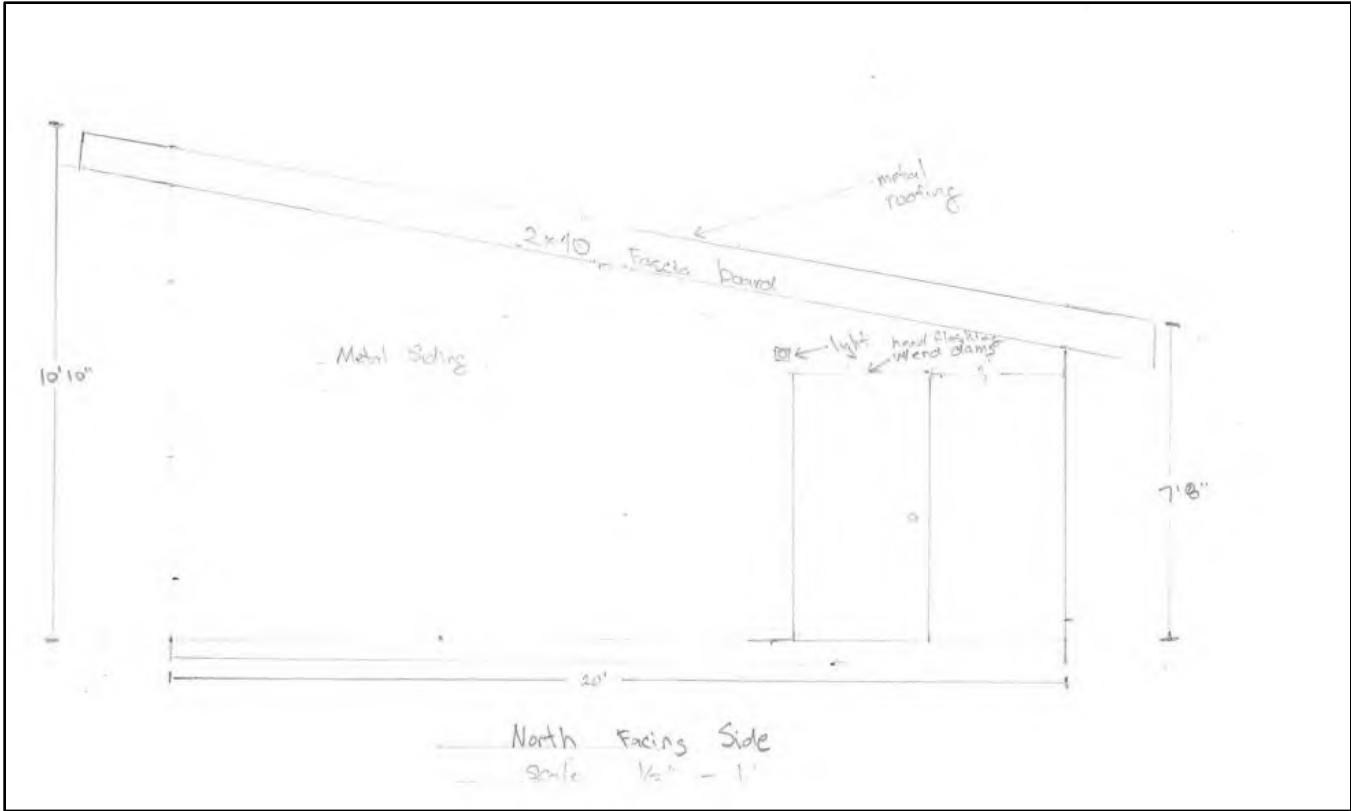 metal
roofing
2x10 Fascia board
light
head flashing
w/end dams
Metal Siding
10'10"
7'8"
20'
North Facing Side
Scale 1/2" - 1'